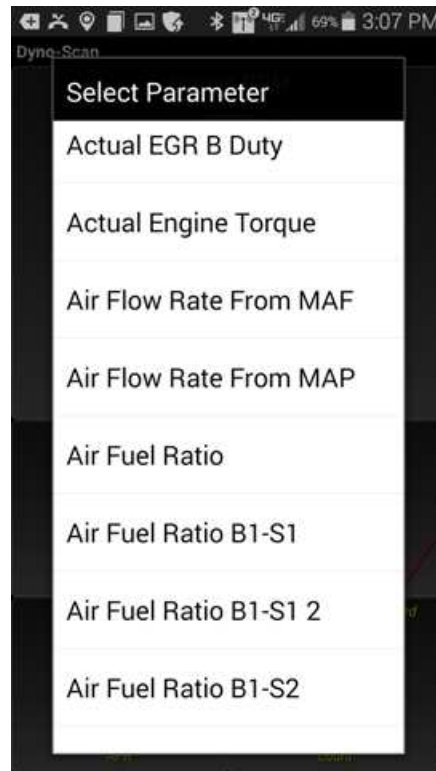 4G 69% 3:07 PM
Dyno-Scan
Select Parameter
Actual EGR B Duty
Actual Engine Torque
Air Flow Rate From MAF
Air Flow Rate From MAP
Air Fuel Ratio
Air Fuel Ratio B1-S1
Air Fuel Ratio B1-S1 2
Air Fuel Ratio B1-S2